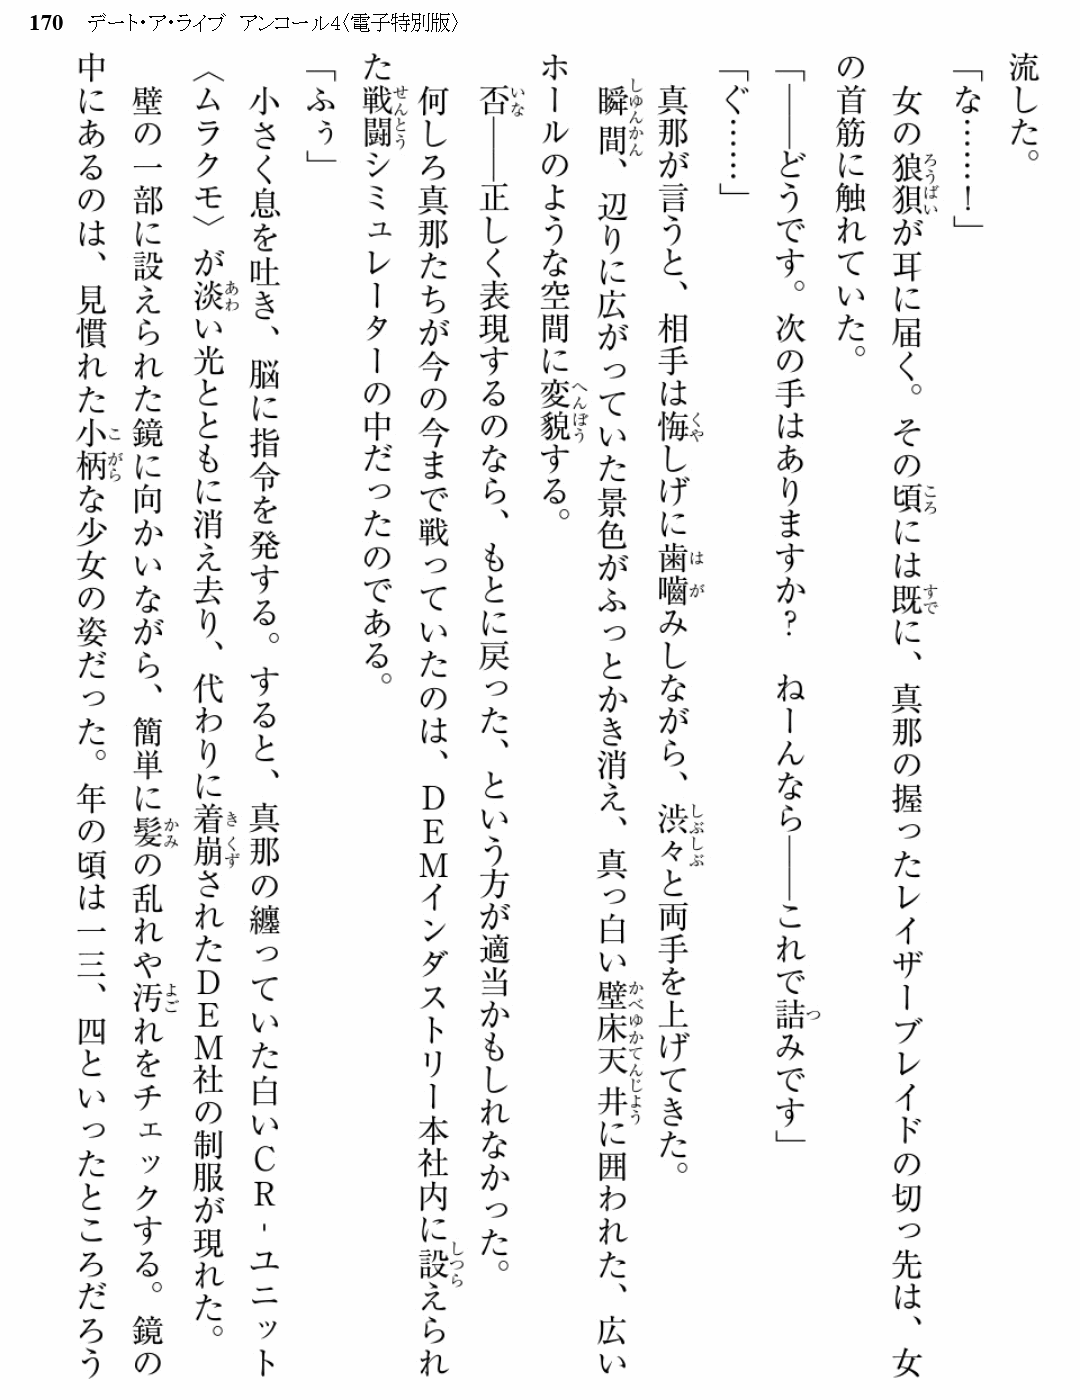 170 デート・ア・ライブ アンコール4〈電子特別版〉
流した。
「な……！」
女の狼狽が耳に届く。その頃には既に、真那の握ったレイザーブレイドの切っ先は、女
の首筋に触れていた。
「――どうです。次の手はありますか？　ねーんなら――これで詰みです」
「ぐ……」
真那が言うと、相手は悔しげに歯嚙みしながら、渋々と両手を上げてきた。
瞬間、辺りに広がっていた景色がふっとかき消え、真っ白い壁床天井に囲われた、広い
ホールのような空間に変貌する。
否――正しく表現するのなら、もとに戻った、という方が適当かもしれなかった。
何しろ真那たちが今の今まで戦っていたのは、ＤＥＭインダストリー本社内に設えられ
た戦闘シミュレーターの中だったのである。
「ふぅ」
小さく息を吐き、脳に指令を発する。すると、真那の纏っていた白いＣＲ-ユニット
〈ムラクモ〉が淡い光とともに消え去り、代わりに着崩されたＤＥＭ社の制服が現れた。
壁の一部に設えられた鏡に向かいながら、簡単に髪の乱れや汚れをチェックする。鏡の
中にあるのは、見慣れた小柄な少女の姿だった。年の頃は一三、四といったところだろう